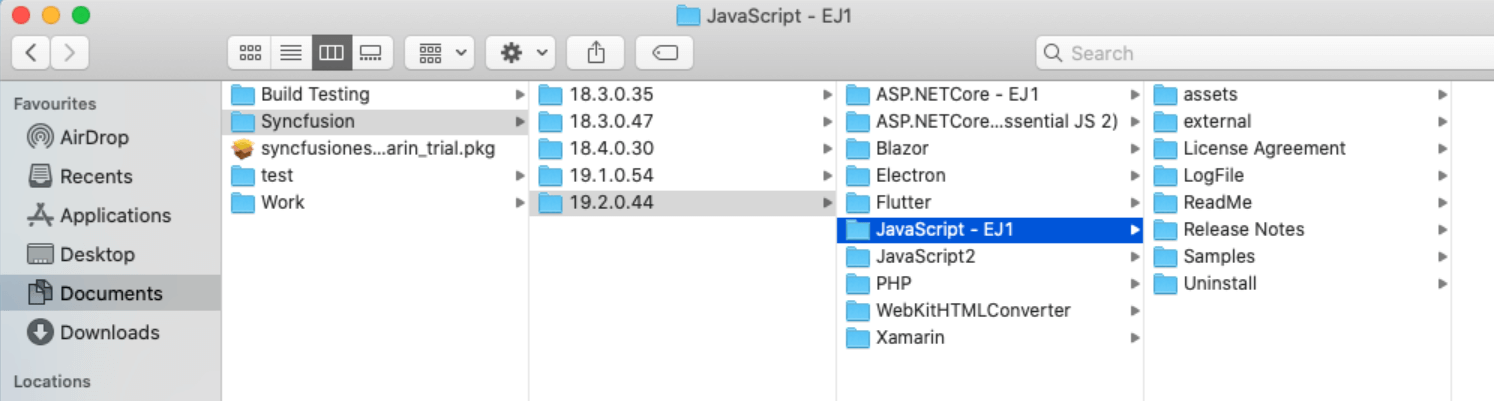 JavaScript - EJ1
Search
Favourites
AirDrop
Recents
Applications
Desktop
Documents
Downloads
Locations
Build Testing
Syncfusion
syncfusiones...arin_trial.pkg
test
Work
18.3.0.35
18.3.0.47
18.4.0.30
19.1.0.54
19.2.0.44
ASP.NETCore - EJ1
ASP.NETCore...ssential JS 2)
Blazor
Electron
Flutter
JavaScript - EJ1
JavaScript2
PHP
WebKitHTMLConverter
Xamarin
assets
external
License Agreement
LogFile
ReadMe
Release Notes
Samples
Uninstall